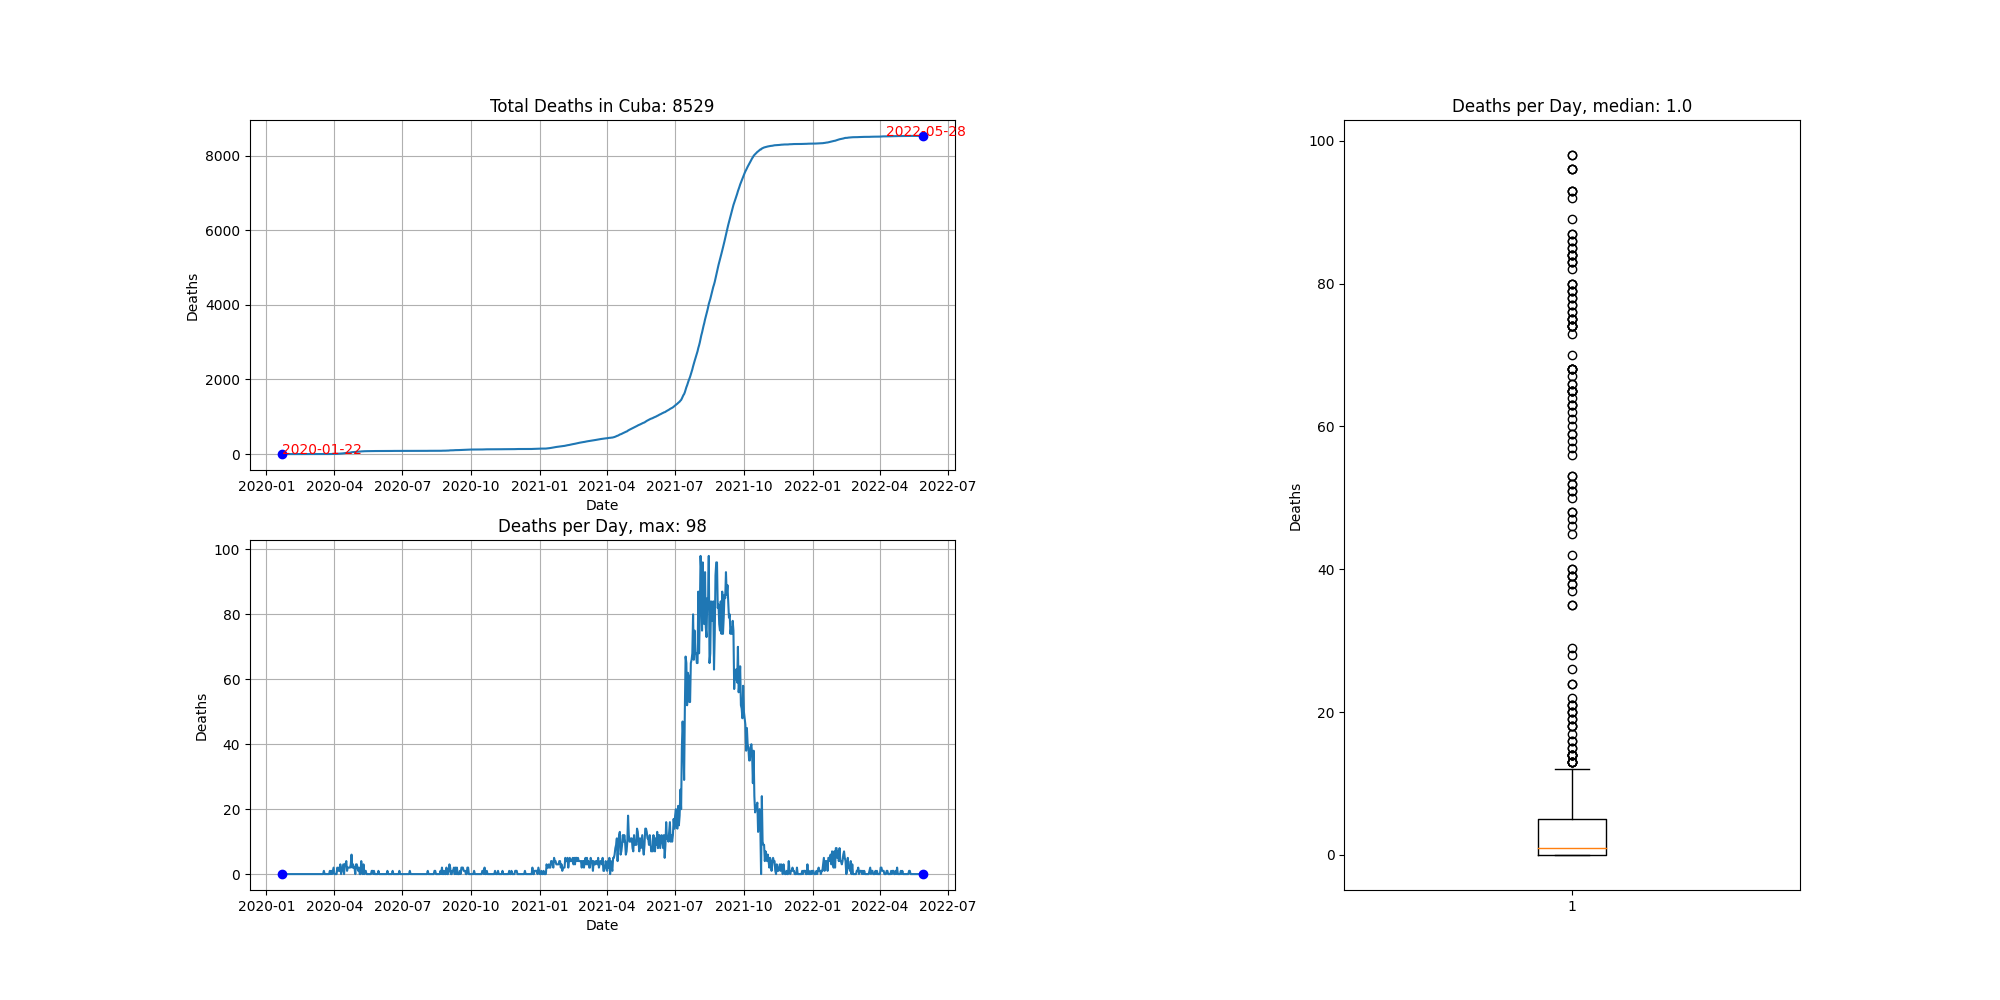 Total Deaths in Cuba: 8529
2022-05-28
8000
6000
4000
2000
0
Deaths
2020-01-22
2020-01 2020-04 2020-07 2020-10 2021-01 2021-04 2021-07 2021-10 2022-01 2022-04 2022-07
Date
Deaths per Day, max: 98
100
80
60
40
20
0
Deaths
2020-01 2020-04 2020-07 2020-10 2021-01 2021-04 2021-07 2021-10 2022-01 2022-04 2022-07
Date
Deaths per Day, median: 1.0
100
80
60
40
20
0
Deaths
1